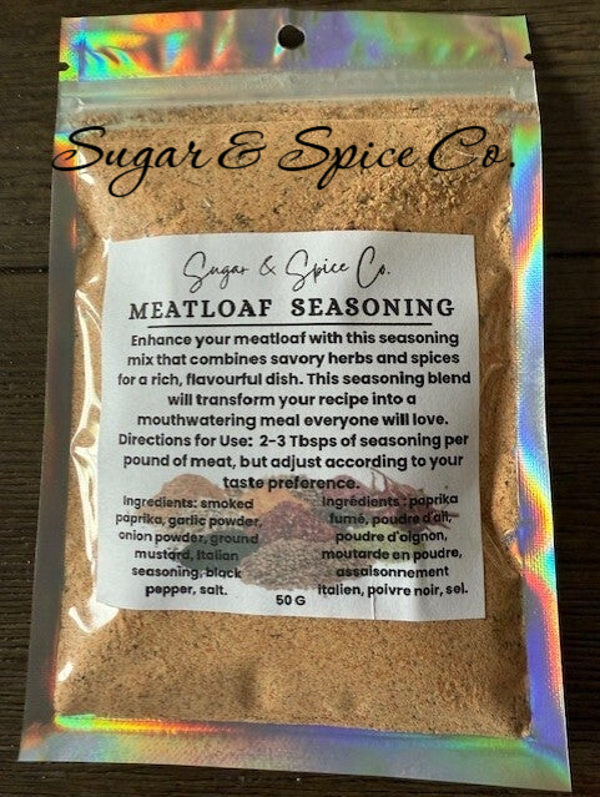 Sugar & Spice Co.
Sugar & Spice Co.
MEATLOAF SEASONING
Enhance your meatloaf with this seasoning
mix that combines savory herbs and spices
for a rich, flavourful dish. This seasoning blend
will transform your recipe into a
mouthwatering meal everyone will love.
Directions for Use: 2-3 Tbsps of seasoning per
pound of meat, but adjust according to your
taste preference.
Ingredients: smoked
paprika, garlic powder,
onion powder, ground
mustard, Italian
seasoning, black
pepper, salt.
Ingrédients : paprika
fumé, poudre d'ail,
poudre d'oignon,
moutarde en poudre,
assaisonnement
italien, poivre noir, sel.
50 G